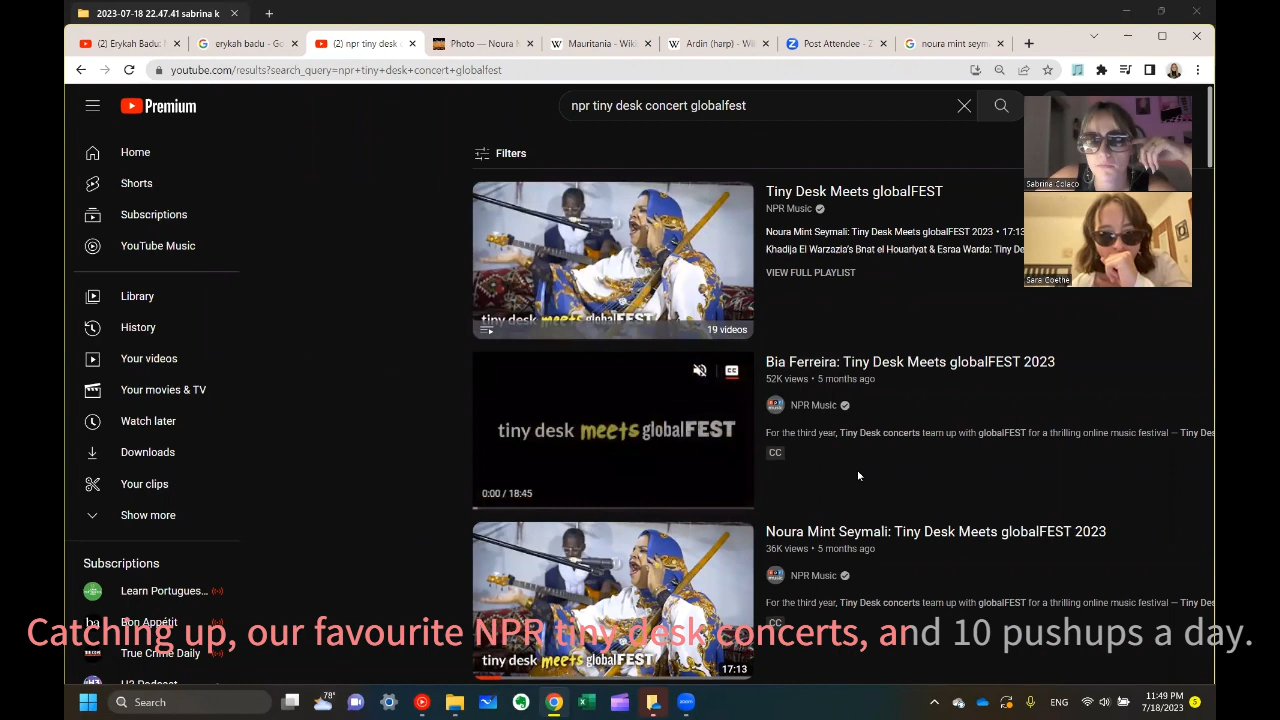 2023-07-18 22.47.41 sabrina k
(2) Erykah Badu: N
erykah badu - Go
(2) npr tiny desk c
Photo — Noura M
Mauritania - Wiki
Ardin (harp) - Wi
Post Attendee - Z
noura mint seym
youtube.com/results?search_query=npr+tiny+desk+concert+globalfest
Premium
npr tiny desk concert globalfest
Home
Shorts
Subscriptions
YouTube Music
Library
History
Your videos
Your movies & TV
Watch later
Downloads
Your clips
Show more
Subscriptions
Learn Portugues...
Bon Appétit
True Crime Daily
H3 Podcast
Filters
tiny desk meets globalFEST
19 videos
Tiny Desk Meets globalFEST
NPR Music
Noura Mint Seymali: Tiny Desk Meets globalFEST 2023 • 17:13
Khadija El Warzazia's Bnat el Houariyat & Esraa Warda: Tiny De
VIEW FULL PLAYLIST
Sabrina Colaco
Sara Goethe
CC
tiny desk meets globalFEST
0:00 / 18:45
Bia Ferreira: Tiny Desk Meets globalFEST 2023
52K views • 5 months ago
NPR Music
For the third year, Tiny Desk concerts team up with globalFEST for a thrilling online music festival — Tiny Des
CC
tiny desk meets globalFEST
17:13
Noura Mint Seymali: Tiny Desk Meets globalFEST 2023
36K views • 5 months ago
NPR Music
For the third year, Tiny Desk concerts team up with globalFEST for a thrilling online music festival — Tiny Des
CC
Catching up, our favourite NPR tiny desk concerts, and 10 pushups a day.
Search
78°
ENG
11:49 PM
7/18/2023
5